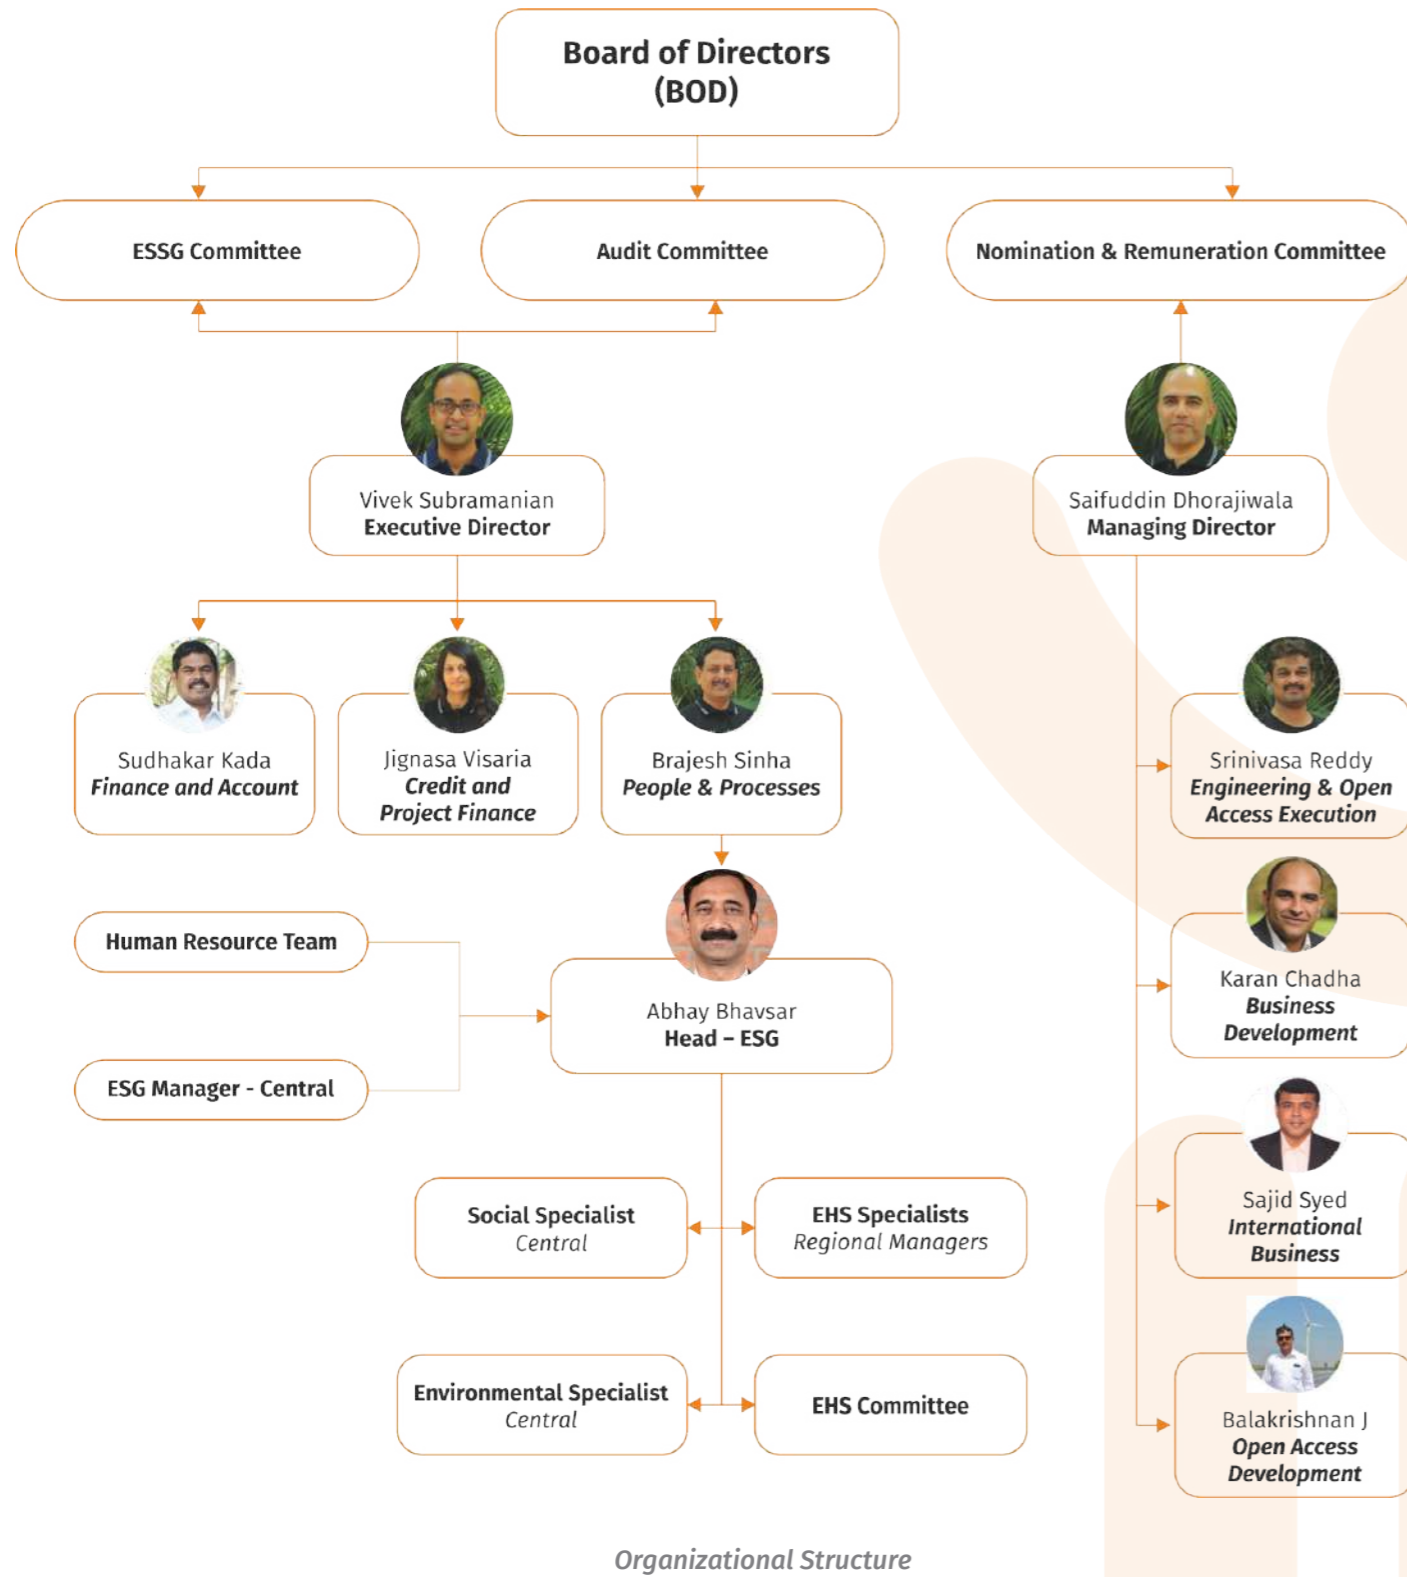 Board of Directors
(BOD)
ESSG Committee
Audit Committee
Nomination & Remuneration Committee
Vivek Subramanian
Executive Director
Saifuddin Dhorajiwala
Managing Director
Sudhakar Kada
Finance and Account
Jignasa Visaria
Credit and
Project Finance
Brajesh Sinha
People & Processes
Srinivasa Reddy
Engineering & Open
Access Execution
Human Resource Team
ESG Manager - Central
Abhay Bhavsar
Head – ESG
Karan Chadha
Business
Development
Social Specialist
Central
EHS Specialists
Regional Managers
Sajid Syed
International
Business
Environmental Specialist
Central
EHS Committee
Balakrishnan J
Open Access
Development
Organizational Structure